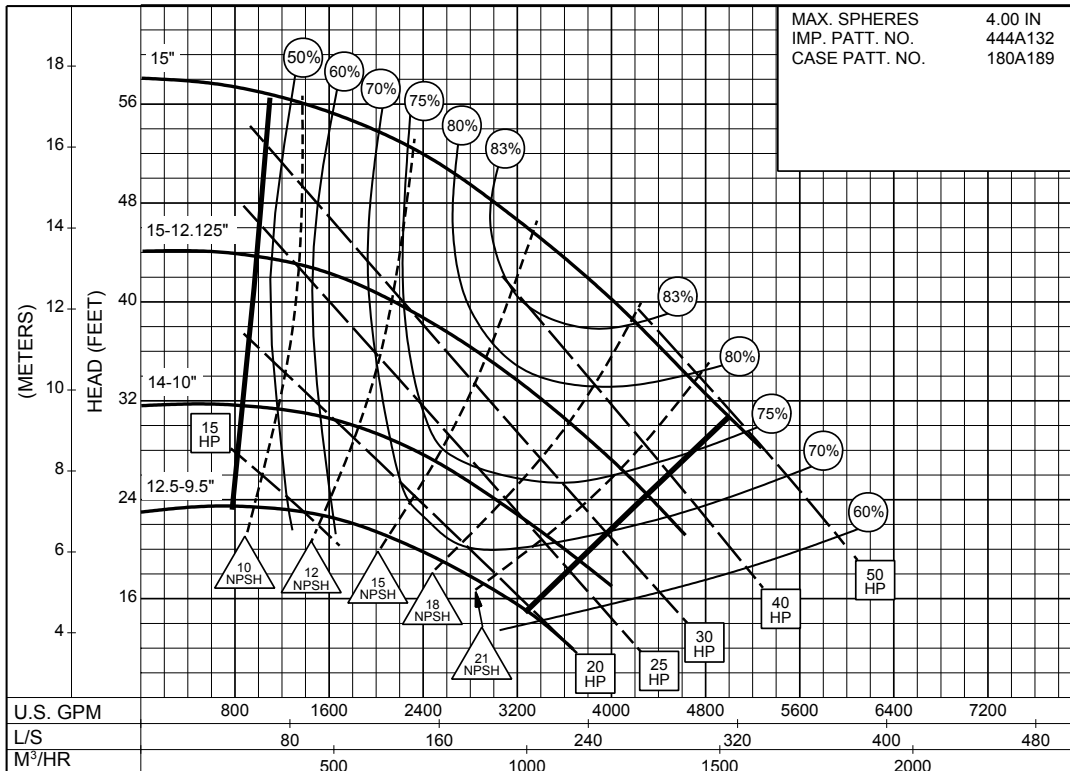 MAX. SPHERES 4.00 IN
IMP. PATT. NO. 444A132
CASE PATT. NO. 180A189
(METERS)
18
16
14
12
10
8
6
4
HEAD (FEET)
56
48
40
32
24
16
15"
15-12.125"
14-10"
12.5-9.5"
50%
60%
70%
75%
80%
83%
83%
80%
75%
70%
60%
15
HP
10
NPSH
12
NPSH
15
NPSH
18
NPSH
21
NPSH
20
HP
25
HP
30
HP
40
HP
50
HP
U.S. GPM 800 1600 2400 3200 4000 4800 5600 6400 7200
L/S 80 160 240 320 400 480
M³/HR 500 1000 1500 2000